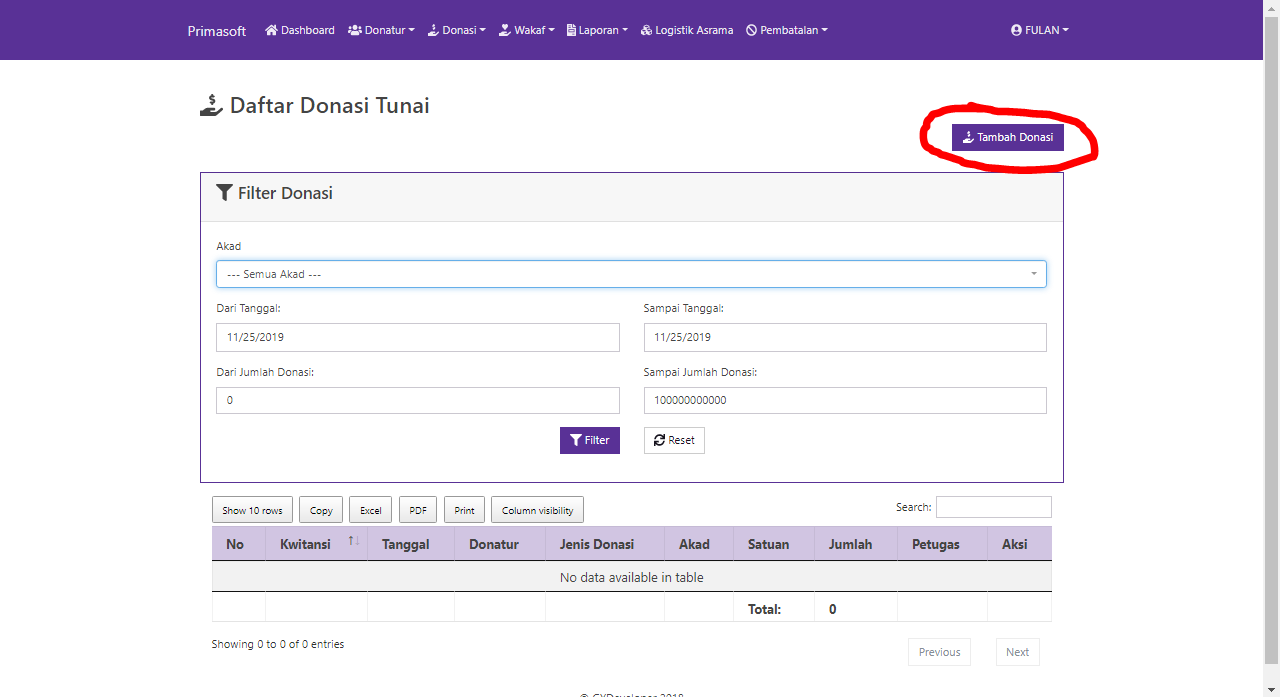 Primasoft Dashboard Donatur Donasi Wakaf Laporan Logistik Asrama Pembatalan FULAN
Daftar Donasi Tunai
Tambah Donasi
Filter Donasi
Akad
--- Semua Akad ---
Dari Tanggal: Sampai Tanggal:
11/25/2019 11/25/2019
Dari Jumlah Donasi: Sampai Jumlah Donasi:
0 100000000000
Filter Reset
Show 10 rows Copy Excel PDF Print Column visibility Search:
No Kwitansi Tanggal Donatur Jenis Donasi Akad Satuan Jumlah Petugas Aksi
No data available in table
Total: 0
Showing 0 to 0 of 0 entries Previous Next